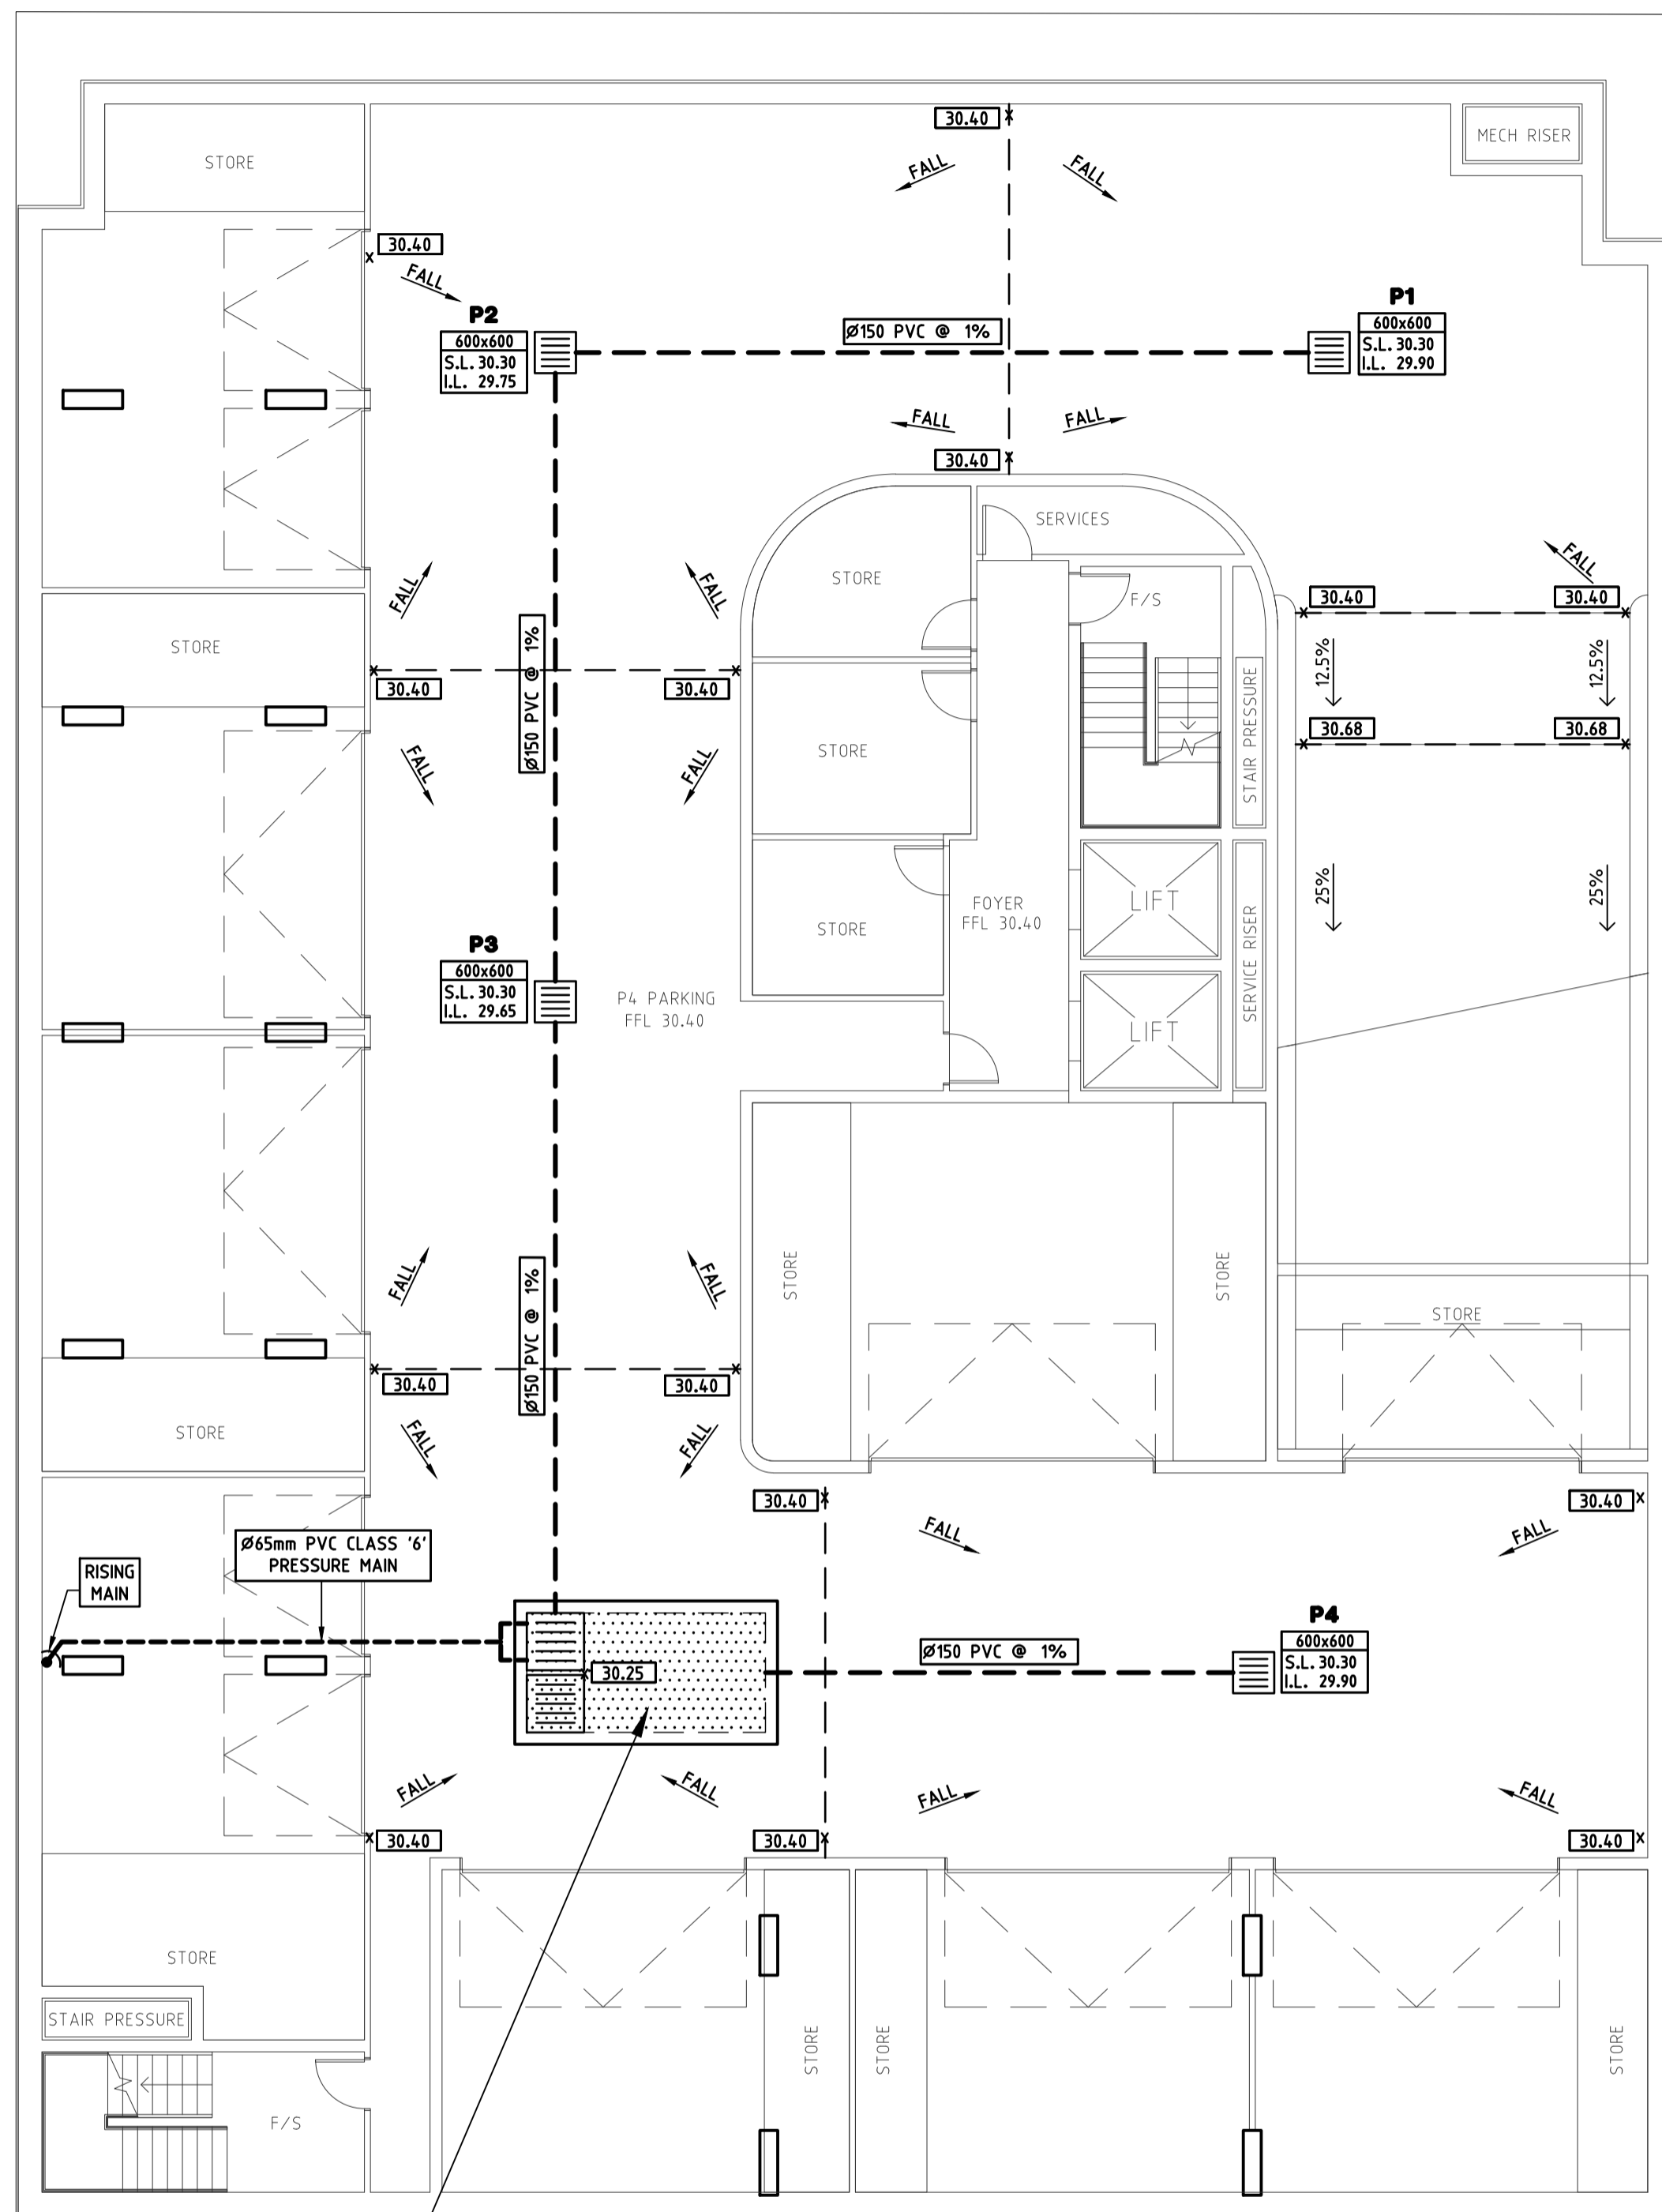 30.40
MECH RISER
STORE
FALL
FALL
30.40
FALL
P2
600x600
S.L. 30.30
I.L. 29.75
Ø150 PVC @ 1%
P1
600x600
S.L. 30.30
I.L. 29.90
FALL
FALL
30.40
SERVICES
STORE
F/S
FALL
FALL
FALL
30.40
30.40
STORE
12.5%
12.5%
30.40
30.40
Ø150 PVC @ 1%
STAIR PRESSURE
30.68
30.68
FALL
FALL
STORE
25%
25%
LIFT
FOYER
FFL 30.40
STORE
SERVICE RISER
P3
600x600
S.L. 30.30
I.L. 29.65
P4 PARKING
FFL 30.40
LIFT
FALL
FALL
STORE
STORE
STORE
Ø150 PVC @ 1%
30.40
30.40
STORE
FALL
FALL
30.40
30.40
FALL
FALL
Ø65mm PVC CLASS '6'
PRESSURE MAIN
RISING
MAIN
P4
600x600
S.L. 30.30
I.L. 29.90
Ø150 PVC @ 1%
30.25
FALL
FALL
FALL
FALL
30.40
30.40
30.40
STORE
STAIR PRESSURE
STORE
STORE
STORE
F/S